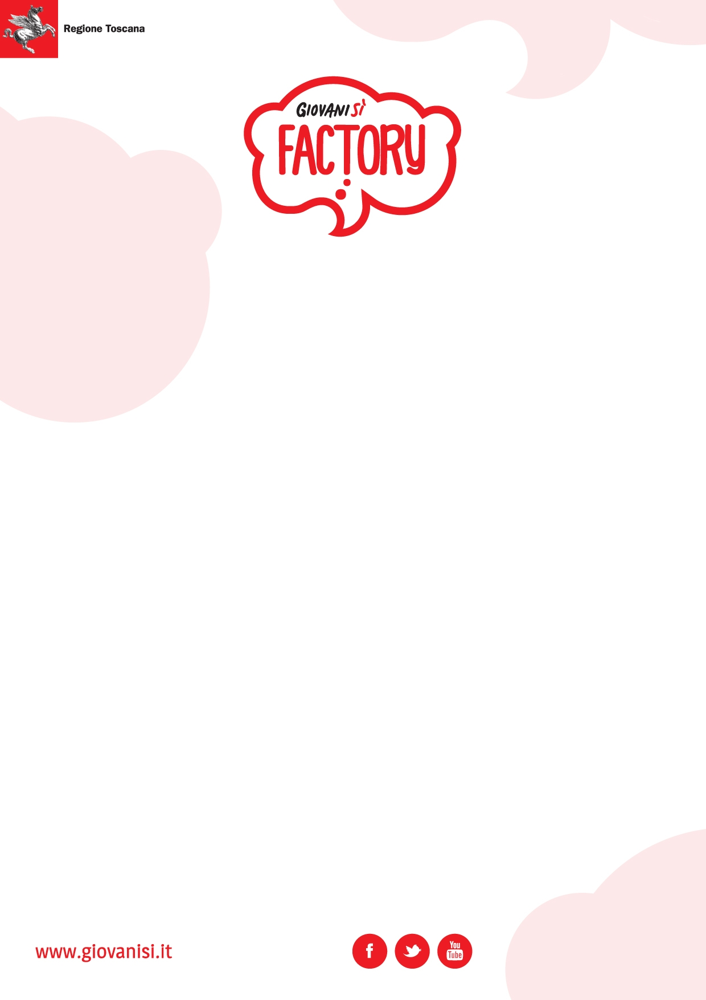 Regione Toscana
GIOVANISÌ
FACTORY
www.giovanisi.it
f
You
Tube